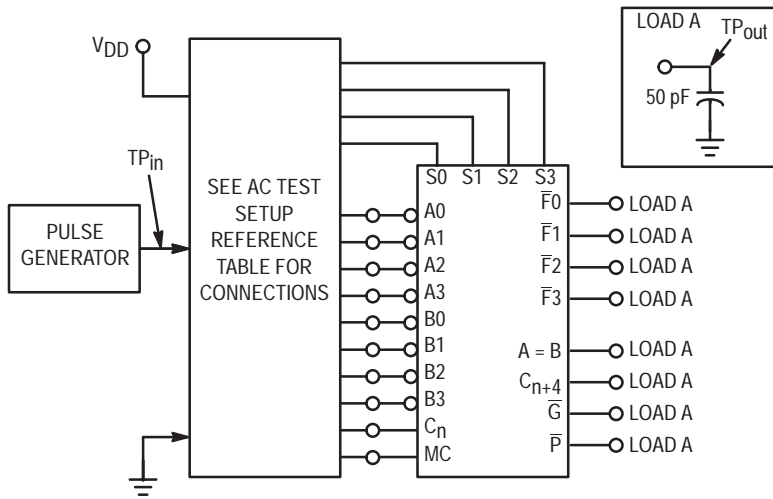 VDD
TPin
PULSE
GENERATOR
SEE AC TEST
SETUP
REFERENCE
TABLE FOR
CONNECTIONS
S0 S1 S2 S3
A0
A1
A2
A3
B0
B1
B2
B3
Cn
MC
F̅0
F̅1
F̅2
F̅3
A = B
Cn+4
G̅
P̅
LOAD A
LOAD A
LOAD A
LOAD A
LOAD A
LOAD A
LOAD A
LOAD A
LOAD A
TPout
50 pF